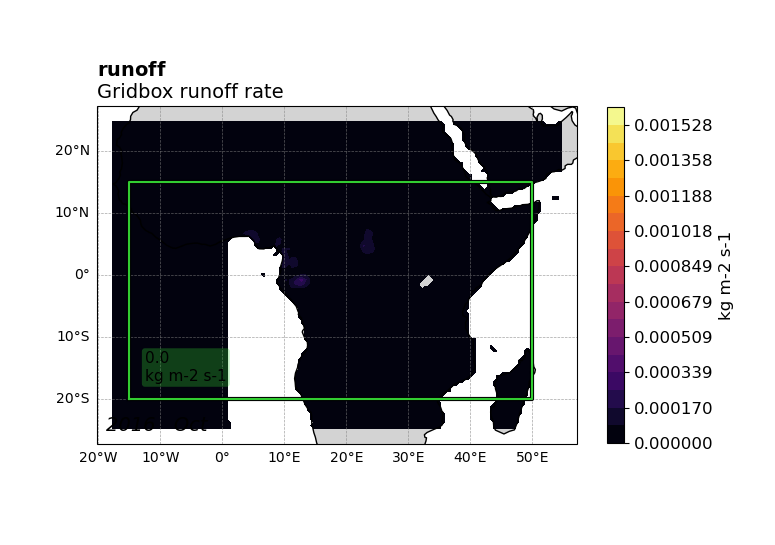 runoff
Gridbox runoff rate
20°N
10°N
0°
10°S
20°S
20°W
10°W
0°
10°E
20°E
30°E
40°E
50°E
0.0
kg m-2 s-1
0.001528
0.001358
0.001188
0.001018
0.000849
0.000679
0.000509
0.000339
0.000170
0.000000
kg m-2 s-1